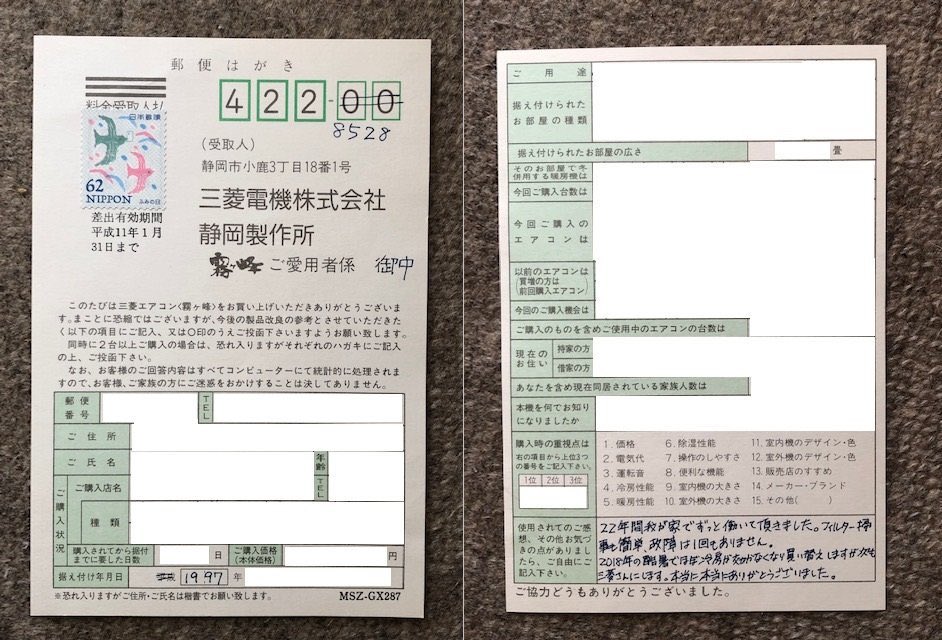 郵便はがき
料金受取人払
日本郵便
62
NIPPON
ふみの日
422-00
8528
差出有効期間
平成11年1月
31日まで
(受取人)
静岡市小鹿3丁目18番1号
三菱電機株式会社
静岡製作所
霧ヶ峰 ご愛用者係 御中
このたびは三菱エアコン〈霧ヶ峰〉をお買い上げいただきありがとうございま
す。まことに恐縮ではございますが、今後の製品改良の参考とさせていただきた
く以下の項目にご記入、又は○印のうえご投函下さいますようお願い致します。
同時に2台以上ご購入の場合は、恐れ入りますがそれぞれのハガキにご記入
の上、ご投函下さい。
なお、お客様のご回答内容はすべてコンピューターにて統計的に処理されま
すので、お客様、ご家族の方にご迷惑をおかけすることは決してありません。
郵便番号
TEL
ご住所
ご氏名
年齢
TEL
ご購入状況
ご購入店名
種類
購入されてから据付
までに要した日数
日
ご購入価格
(本体価格)
円
据え付け年月日
平成 1997 年
※恐れ入りますがご住所・ご氏名は楷書でお願い致します。
MSZ-GX287
ご用途
据え付けられた
お部屋の種類
据え付けられたお部屋の広さ
畳
そのお部屋で冬
併用する暖房機は
今回ご購入台数は
今回ご購入の
エアコンは
以前のエアコンは
(買増の方は
前回購入エアコン)
今回のご購入機会は
ご購入のものを含めご使用中のエアコンの台数は
現在の
お住い
持家の方
借家の方
あなたを含め現在同居されている家族人数は
本機を何でお知り
になりましたか
購入時の重視点は
右の項目から上位3つ
の番号をご記入下さい。
1位 2位 3位
1. 価格 6. 除湿性能 11. 室内機のデザイン・色
2. 電気代 7. 操作のしやすさ 12. 室外機のデザイン・色
3. 運転音 8. 便利な機能 13. 販売店のすすめ
4. 冷房性能 9. 室内機の大きさ 14. メーカー・ブランド
5. 暖房性能 10. 室外機の大きさ 15. その他( )
使用されてのご感
想、その他お気づ
きの点がありまし
たら、ご自由にご
記入下さい。
22年間我が家でずっと働いて頂きました。フィルター掃
除も簡単、故障は1回もありません。
2018年の酷暑でほぼ冷房が効かなくなり買い替えしますが次も
三菱さんにします。本当に本当にありがとうございました。
ご協力どうもありがとうございました。